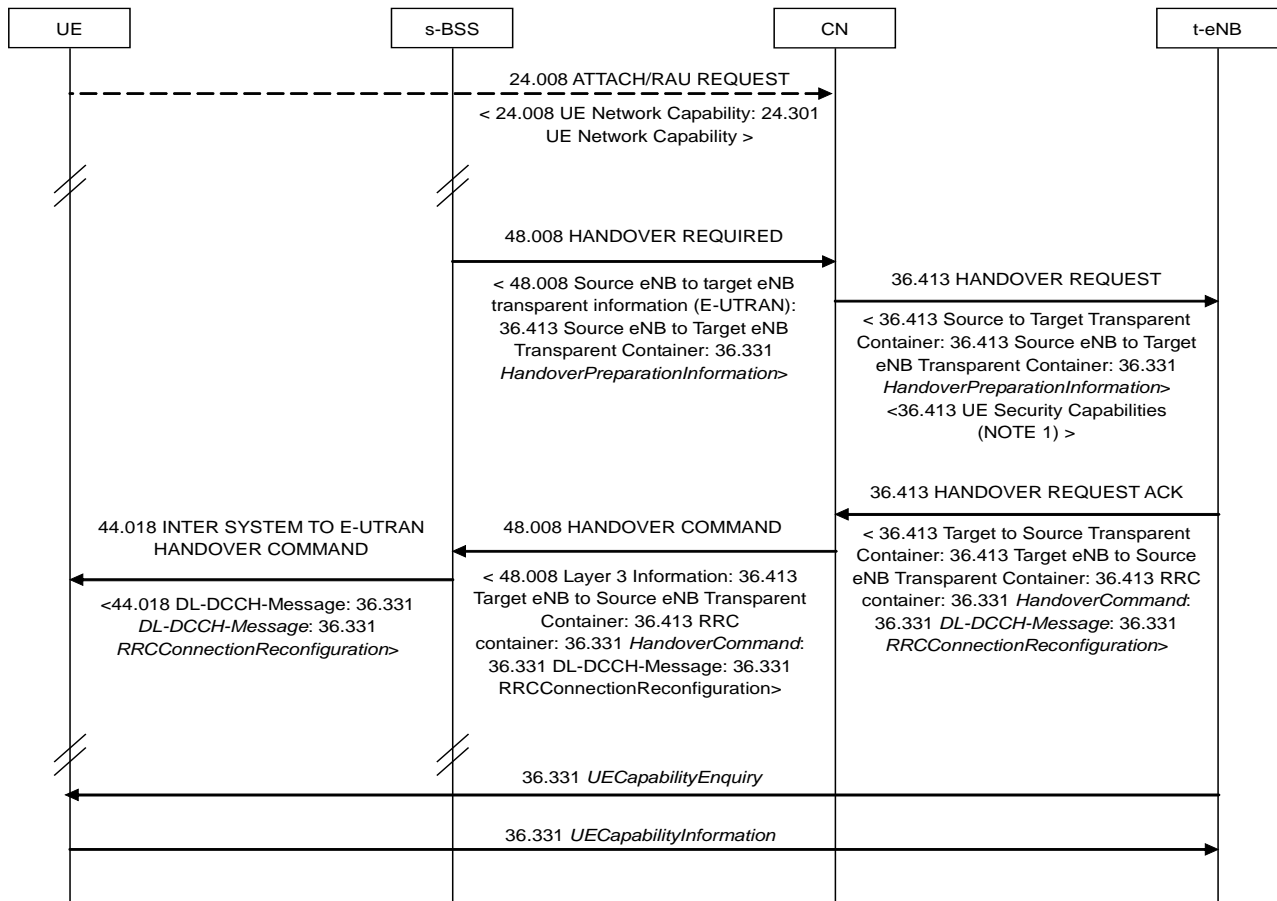 UE
s-BSS
CN
t-eNB
24.008 ATTACH/RAU REQUEST
< 24.008 UE Network Capability: 24.301
UE Network Capability >
48.008 HANDOVER REQUIRED
< 48.008 Source eNB to target eNB
transparent information (E-UTRAN):
36.413 Source eNB to Target eNB
Transparent Container: 36.331
HandoverPreparationInformation>
36.413 HANDOVER REQUEST
< 36.413 Source to Target Transparent
Container: 36.413 Source eNB to Target
eNB Transparent Container: 36.331
HandoverPreparationInformation>
<36.413 UE Security Capabilities
(NOTE 1) >
36.413 HANDOVER REQUEST ACK
< 36.413 Target to Source Transparent
Container: 36.413 Target eNB to Source
eNB Transparent Container: 36.413 RRC
container: 36.331 HandoverCommand:
36.331 DL-DCCH-Message: 36.331
RRCConnectionReconfiguration>
48.008 HANDOVER COMMAND
< 48.008 Layer 3 Information: 36.413
Target eNB to Source eNB Transparent
Container: 36.413 RRC
container: 36.331 HandoverCommand:
36.331 DL-DCCH-Message: 36.331
RRCConnectionReconfiguration>
44.018 INTER SYSTEM TO E-UTRAN
HANDOVER COMMAND
<44.018 DL-DCCH-Message: 36.331
DL-DCCH-Message: 36.331
RRCConnectionReconfiguration>
36.331 UECapabilityEnquiry
36.331 UECapabilityInformation